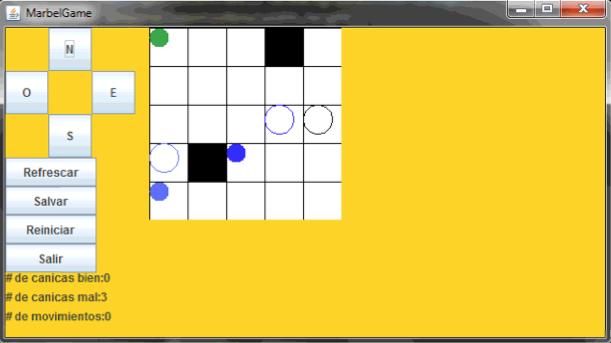 MarbelGame
N
O E
S
Refrescar
Salvar
Reiniciar
Salir
# de canicas bien:0
# de canicas mal:3
# de movimientos:0